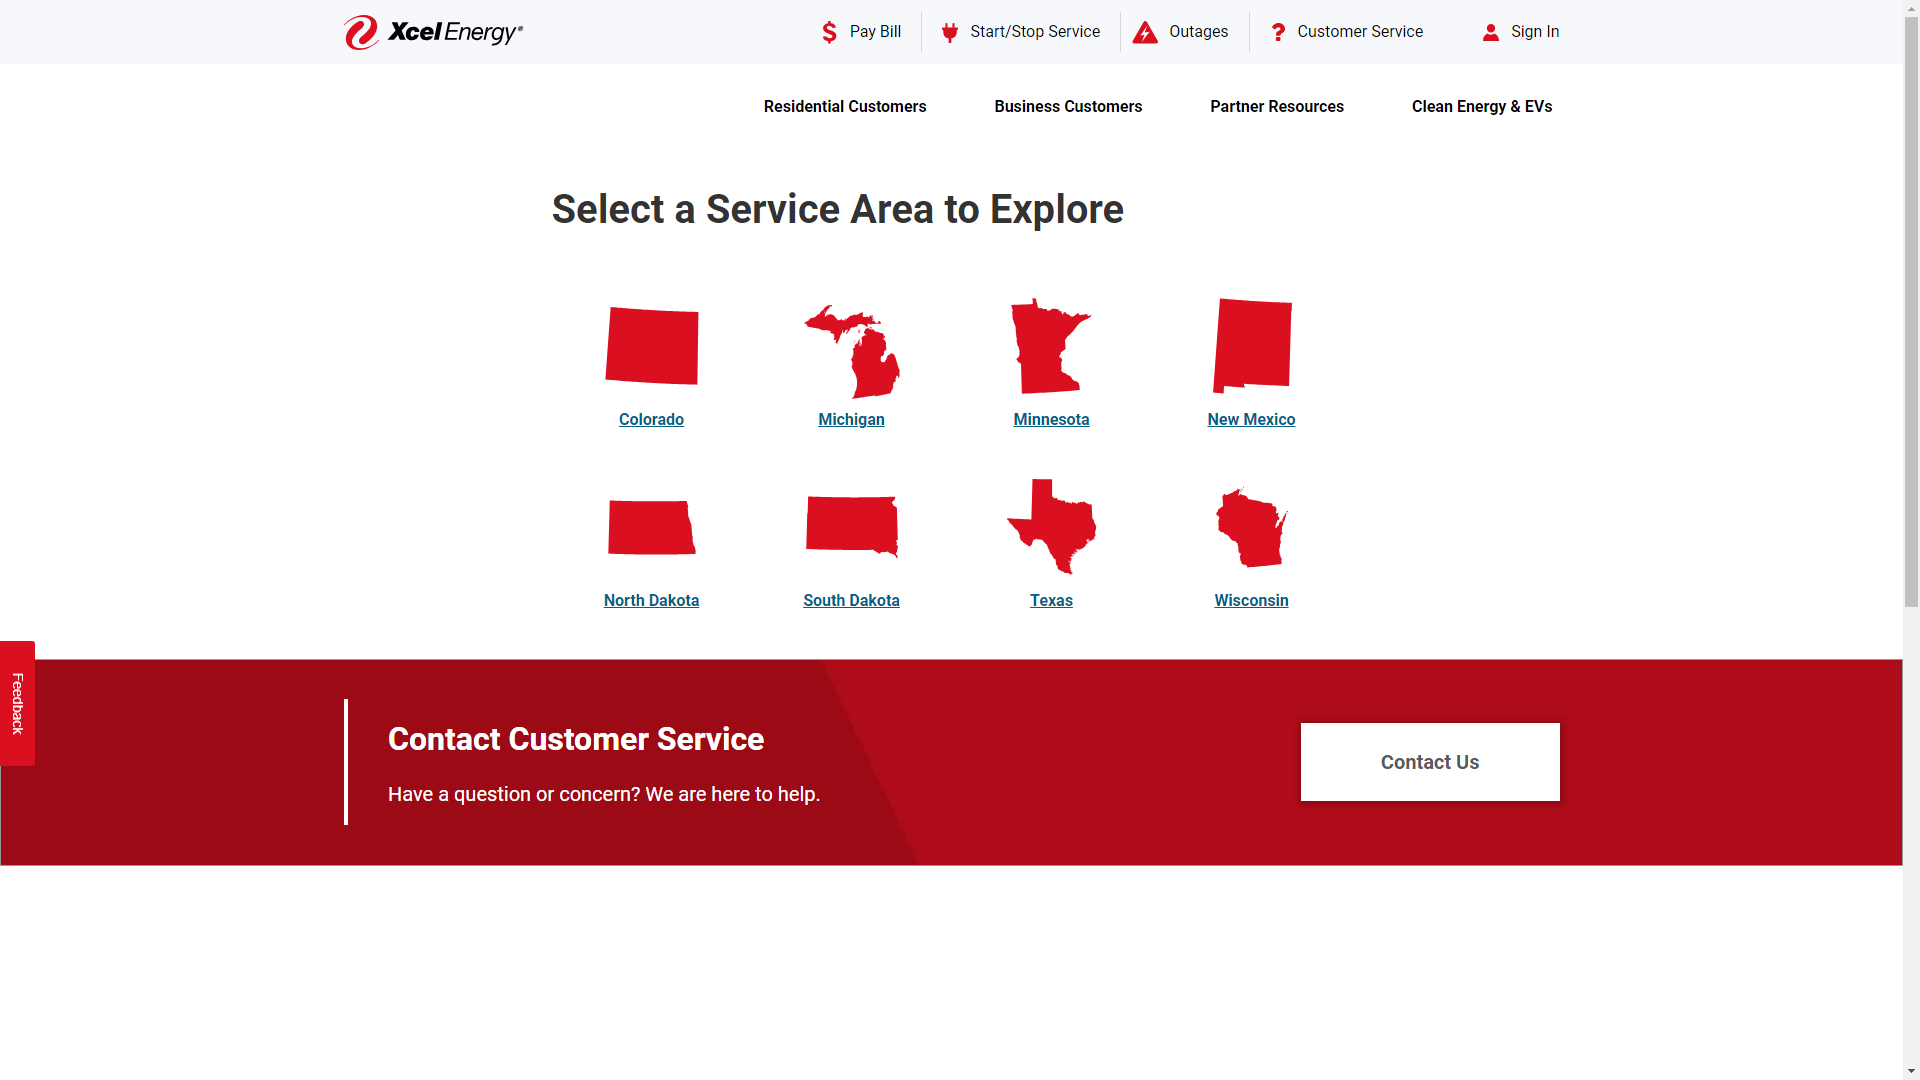 Xcel Energy®
Pay Bill
Start/Stop Service
Outages
Customer Service
Sign In
Residential Customers
Business Customers
Partner Resources
Clean Energy & EVs
Select a Service Area to Explore
Colorado
Michigan
Minnesota
New Mexico
North Dakota
South Dakota
Texas
Wisconsin
Feedback
Contact Customer Service
Have a question or concern? We are here to help.
Contact Us